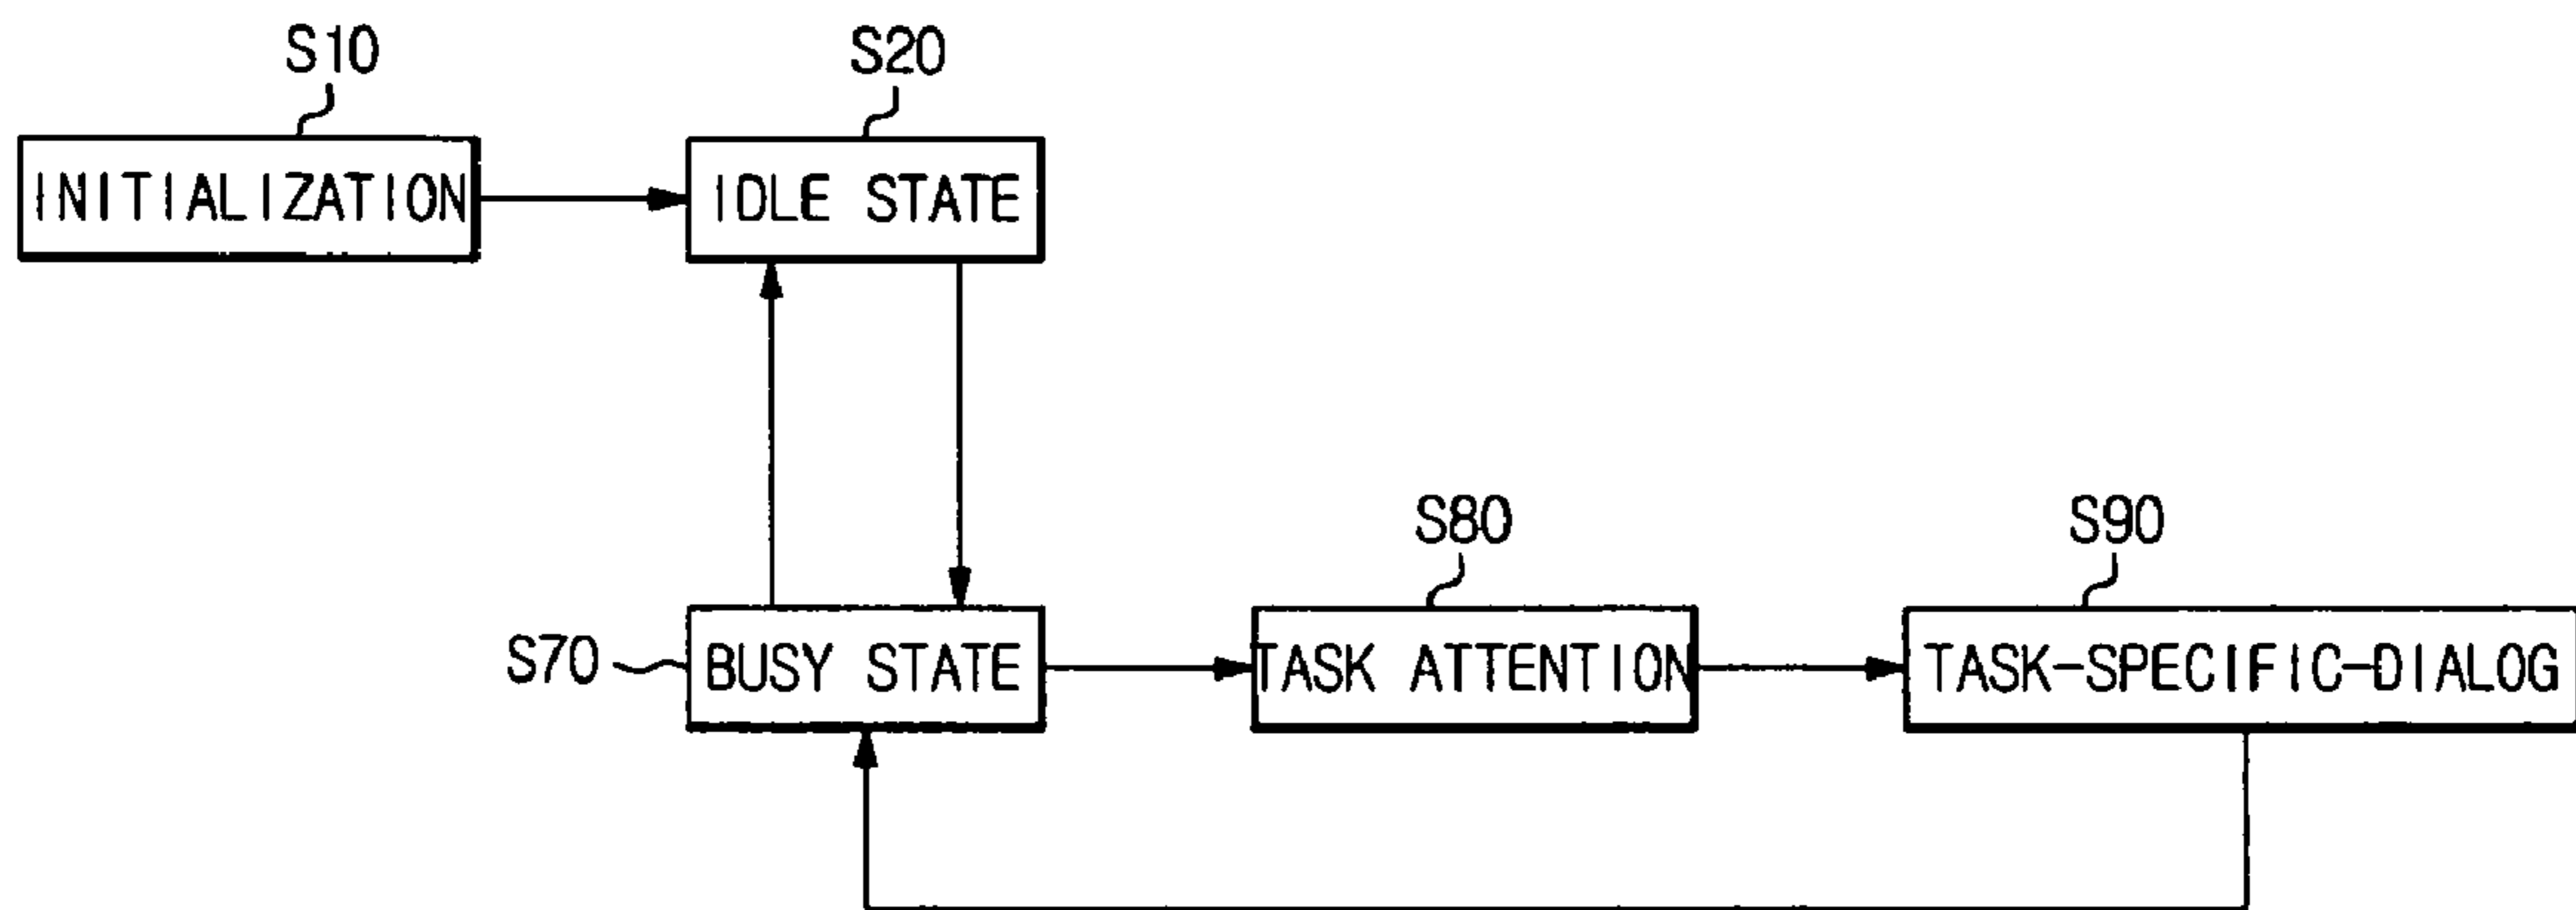 S10
S20
INITIALIZATION
IDLE STATE
S80
S90
S70
BUSY STATE
TASK ATTENTION
TASK-SPECIFIC-DIALOG